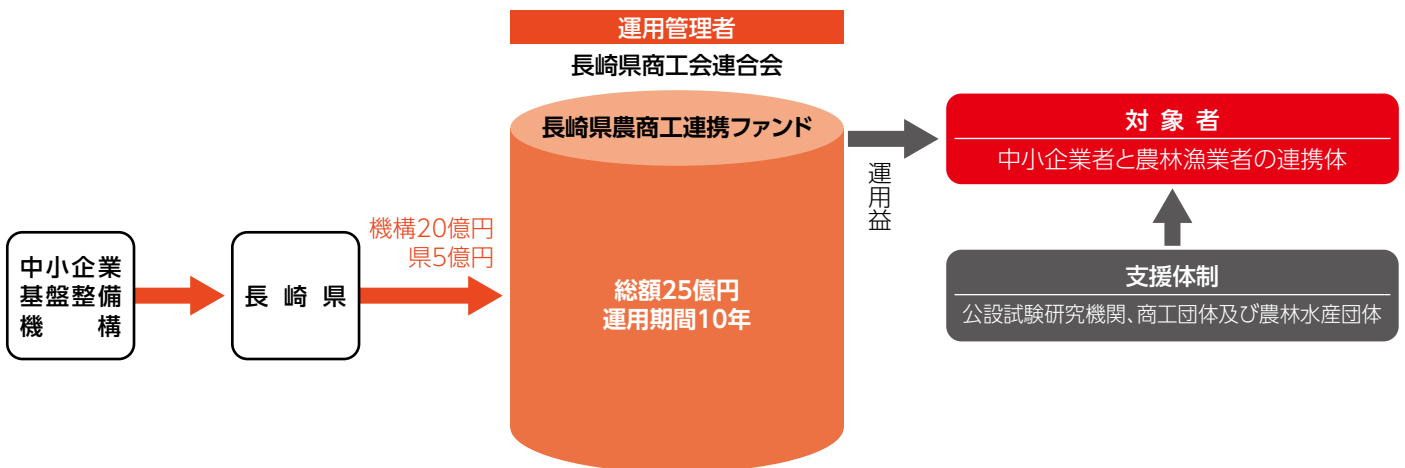 運用管理者
長崎県商工会連合会
長崎県農商工連携ファンド
総額25億円
運用期間10年
中小企業
基盤整備
機構
長崎県
機構20億円
県5億円
運用益
対象者
中小企業者と農林漁業者の連携体
支援体制
公設試験研究機関、商工団体及び農林水産団体